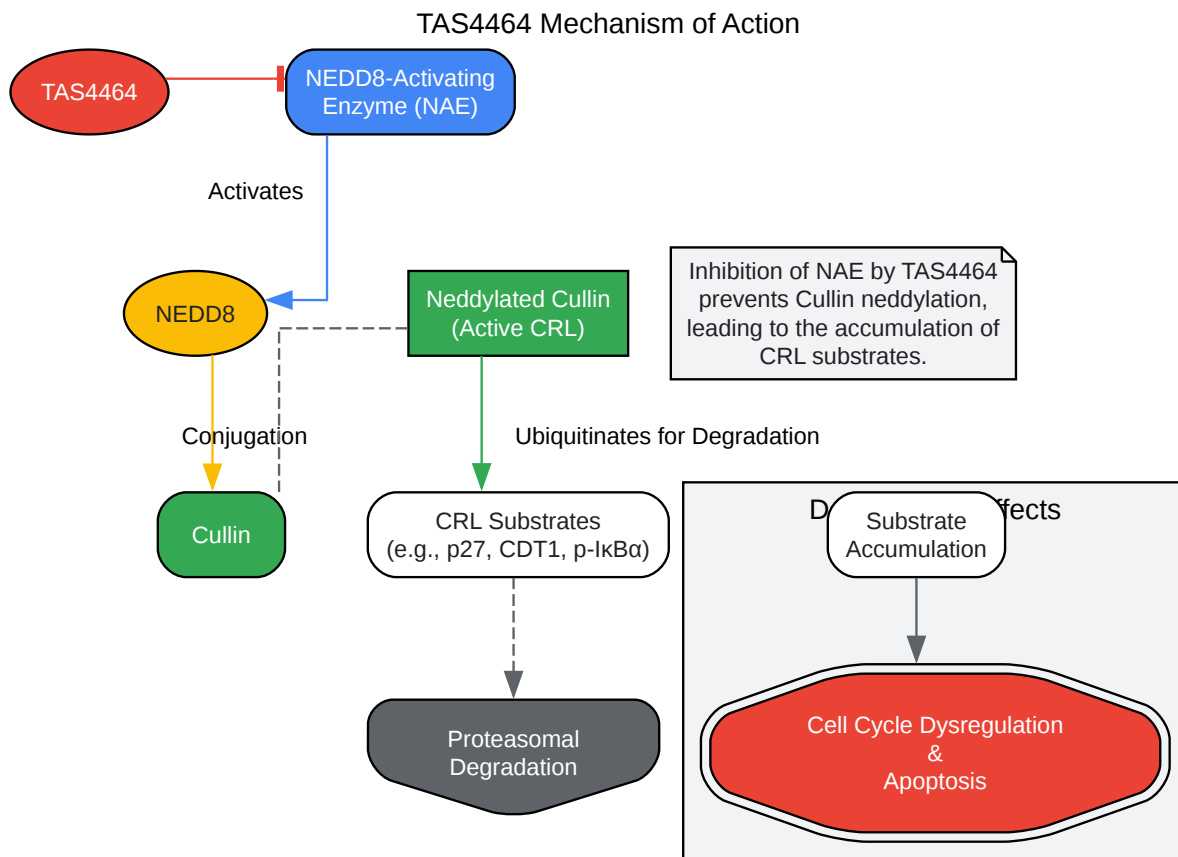 TAS4464 Mechanism of Action
TAS4464
NEDD8-Activating
Enzyme (NAE)
Activates
NEDD8
Neddylated Cullin
(Active CRL)
Inhibition of NAE by TAS4464
prevents Cullin neddylation,
leading to the accumulation of
CRL substrates.
Conjugation
Ubiquitinates for Degradation
Cullin
CRL Substrates
(e.g., p27, CDT1, p-IκBα)
Substrate
Accumulation
Proteasomal
Degradation
Cell Cycle Dysregulation
&
Apoptosis